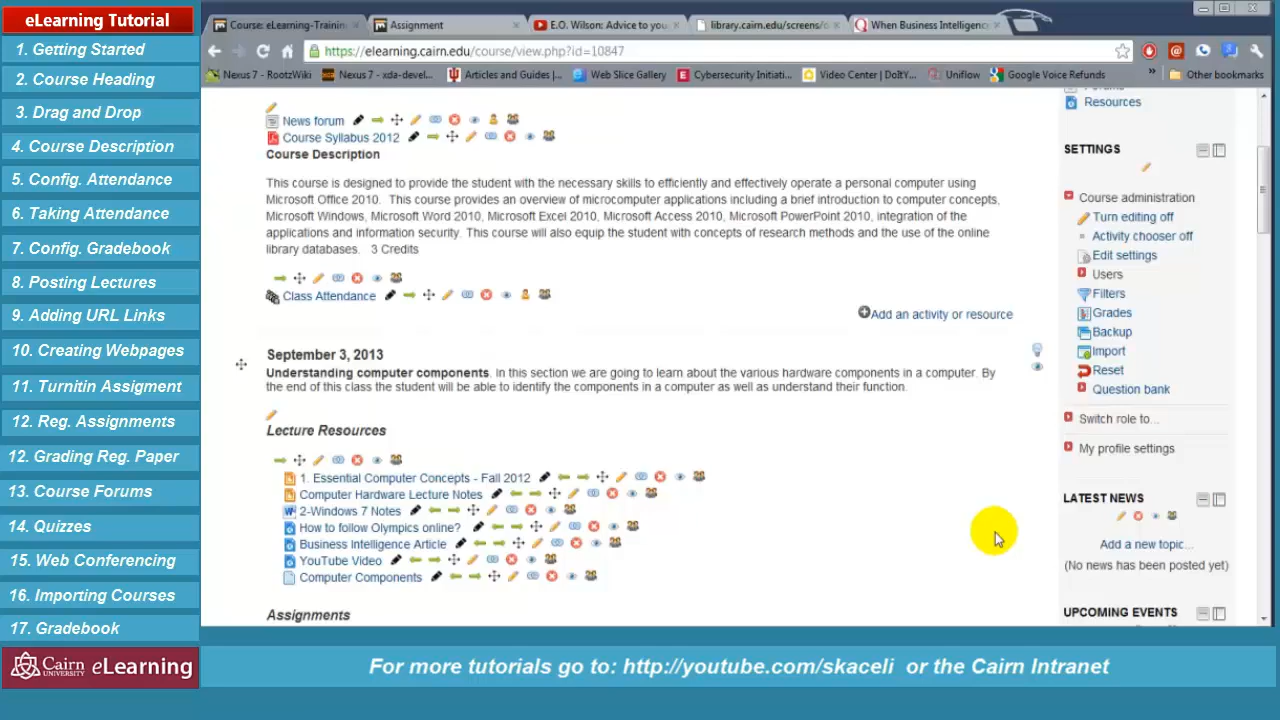 eLearning Tutorial
1. Getting Started
2. Course Heading
3. Drag and Drop
4. Course Description
5. Config. Attendance
6. Taking Attendance
7. Config. Gradebook
8. Posting Lectures
9. Adding URL Links
10. Creating Webpages
11. Turnitin Assigment
12. Reg. Assignments
12. Grading Reg. Paper
13. Course Forums
14. Quizzes
15. Web Conferencing
16. Importing Courses
17. Gradebook
Cairn UNIVERSITY eLearning
Course: eLearning-Training
Assignment
E.O. Wilson: Advice to you
library.cairn.edu/screens/
When Business Intelligenc
https://elearning.cairn.edu/course/view.php?id=10847
Nexus 7 - RootzWiki
Nexus 7 - xda-devel...
Articles and Guides |...
Web Slice Gallery
Cybersecurity Initiati...
Video Center | DoItY...
Uniflow
Google Voice Refunds
»
Other bookmarks
News forum
Course Syllabus 2012
Course Description
This course is designed to provide the student with the necessary skills to efficiently and effectively operate a personal computer using
Microsoft Office 2010. This course provides an overview of microcomputer applications including a brief introduction to computer concepts,
Microsoft Windows, Microsoft Word 2010, Microsoft Excel 2010, Microsoft Access 2010, Microsoft PowerPoint 2010, integration of the
applications and information security. This course will also equip the student with concepts of research methods and the use of the online
library databases. 3 Credits
Class Attendance
Add an activity or resource
September 3, 2013
Understanding computer components. In this section we are going to learn about the various hardware components in a computer. By
the end of this class the student will be able to identify the components in a computer as well as understand their function.
Lecture Resources
1. Essential Computer Concepts - Fall 2012
Computer Hardware Lecture Notes
2-Windows 7 Notes
How to follow Olympics online?
Business Intelligence Article
YouTube Video
Computer Components
Assignments
Forums
Resources
SETTINGS
Course administration
Turn editing off
Activity chooser off
Edit settings
Users
Filters
Grades
Backup
Import
Reset
Question bank
Switch role to...
My profile settings
LATEST NEWS
Add a new topic...
(No news has been posted yet)
UPCOMING EVENTS
For more tutorials go to: http://youtube.com/skaceli or the Cairn Intranet